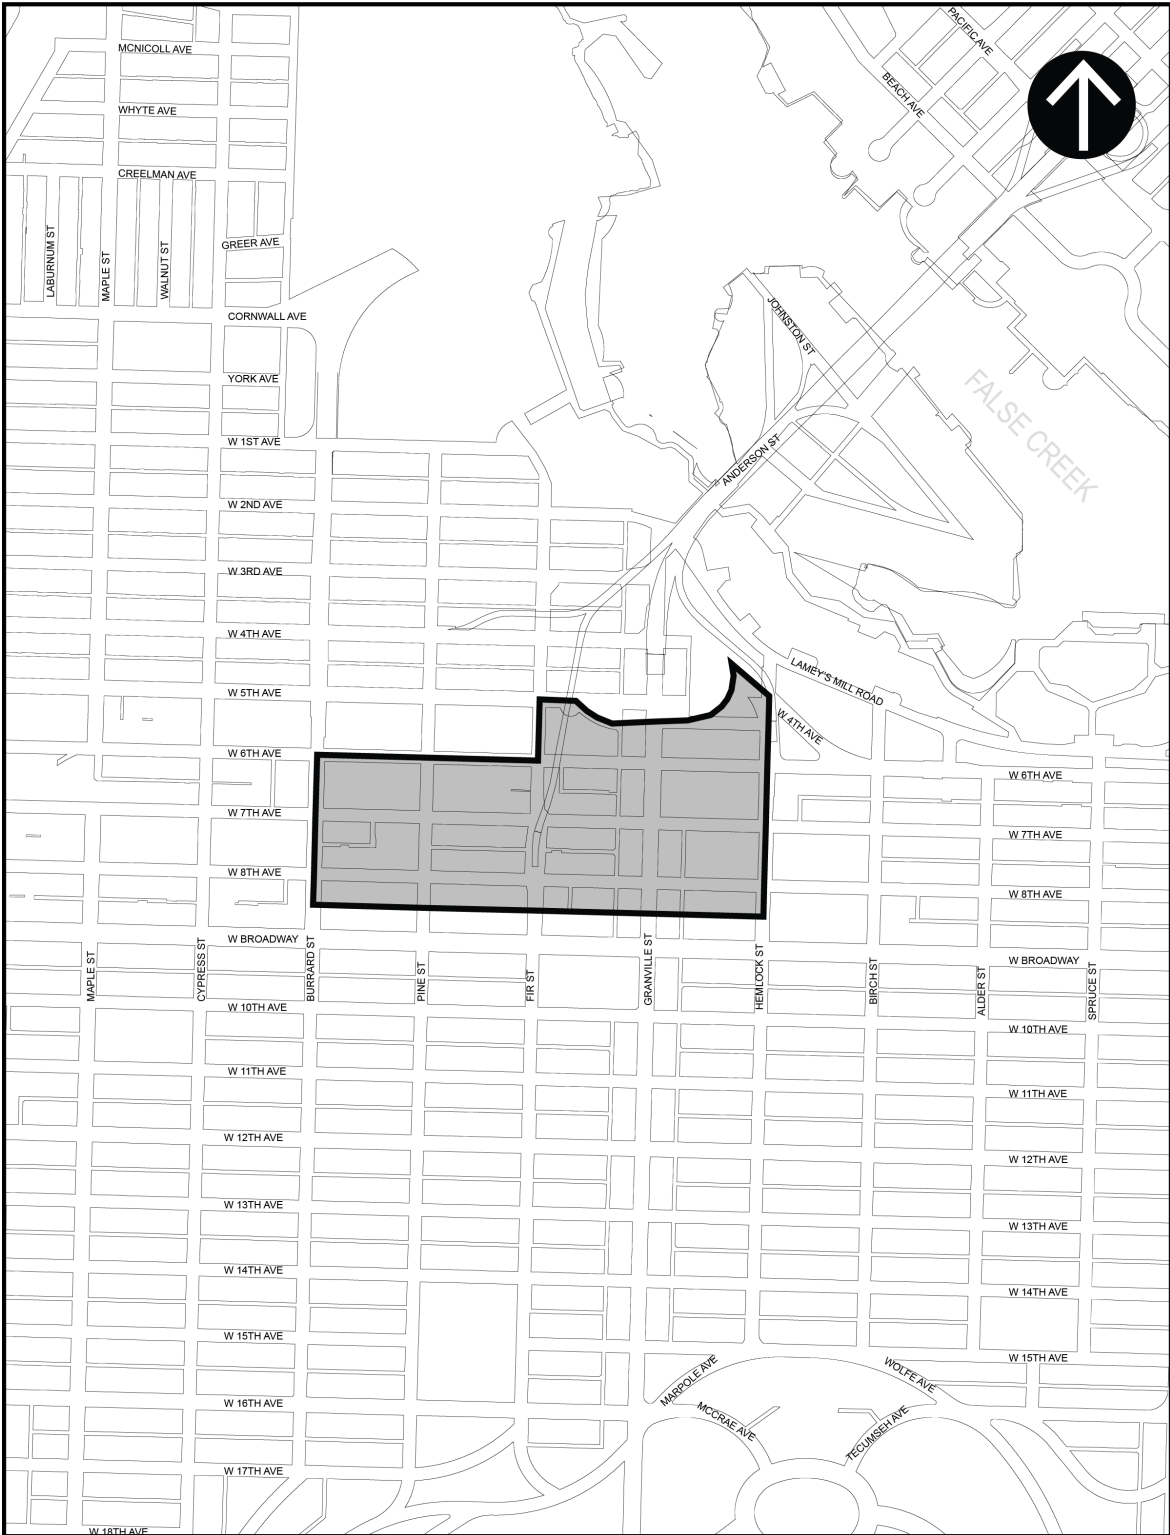 PACIFIC AVE
MCNICOLL AVE
BEACH AVE
WHYTE AVE
CREELMAN AVE
GREER AVE
LABURNUM ST
MAPLE ST
WALNUT ST
CORNWALL AVE
JOHNSTON ST
YORK AVE
FALSE CREEK
W 1ST AVE
ANDERSON ST
W 2ND AVE
W 3RD AVE
W 4TH AVE
LAMEY'S MILL ROAD
W 5TH AVE
W 4TH AVE
W 6TH AVE
W 6TH AVE
W 7TH AVE
W 7TH AVE
W 8TH AVE
W 8TH AVE
W BROADWAY
W BROADWAY
MAPLE ST
CYPRESS ST
BURRARD ST
PINE ST
FIR ST
GRANVILLE ST
HEMLOCK ST
BIRCH ST
ALDER ST
SPRUCE ST
W 10TH AVE
W 10TH AVE
W 11TH AVE
W 11TH AVE
W 12TH AVE
W 12TH AVE
W 13TH AVE
W 13TH AVE
W 14TH AVE
W 14TH AVE
W 15TH AVE
W 15TH AVE
MARPOLE AVE
WOLFE AVE
W 16TH AVE
MCCRAE AVE
TECUMSEH AVE
W 17TH AVE
W 18TH AVE